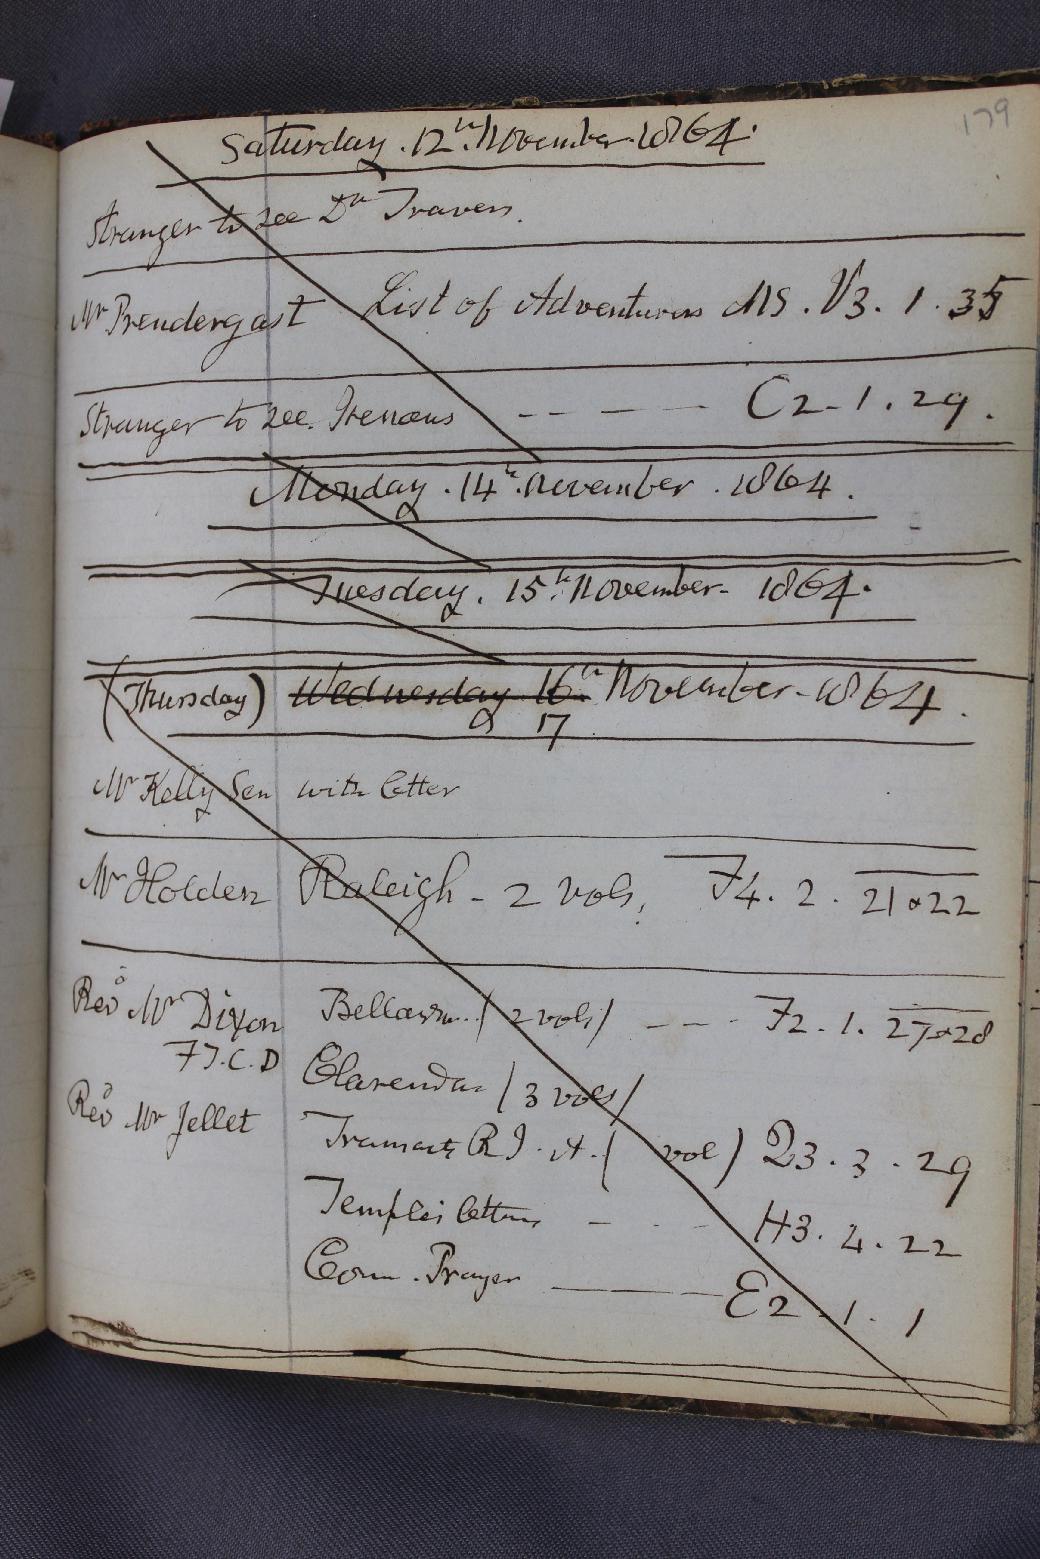 179
Saturday . 12th. November . 1864.
Stranger to see Dr Travers.
Mr Prendergast List of Adventurers MS. V3. 1. 35
Stranger to see Irenæus - - - - C2-1.29.
Monday . 14th. November . 1864.
Tuesday. 15th. November - 1864.
(Thursday) Wednesday 16th November - 1864.
17
Mr Kelly Sen with letter
Mr Holden Raleigh - 2 vols, F4. 2. 21 & 22
Revd Mr Dixon Bellarm. (2 vols) - - - F2. 1. 27 & 28
F.T.C.D
Clarendon (3 vols)
Revd Mr Jellet Transacts R I. A. ( vol) Q3. 3. 29
Temple's letters - - - H3. 4. 22
Com. Prayer - - E2 - 1. 1